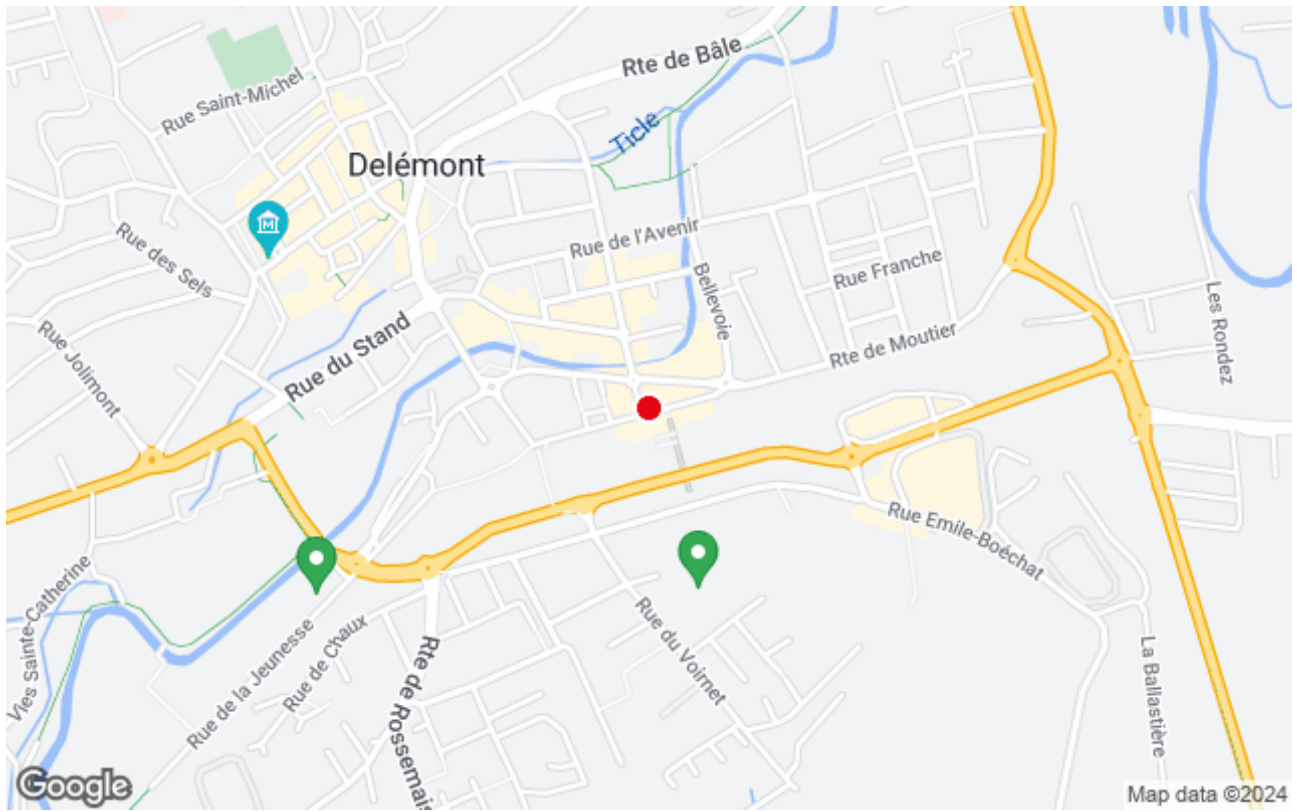 Rte de Bâle
Rue Saint-Michel
Ticle
Delémont
M
Rue de l'Avenir
Rue des Sels
Bellevoie
Rue Franche
Les Rondez
Rue Jolimont
Rue du Stand
Rte de Moutier
Rue Emile-Boéchat
Vies Sainte-Catherine
Rue du Voirnet
Rue de la Jeunesse
Rue de Chaux
Rte de Rossemais
La Ballastière
Google
Map data ©2024